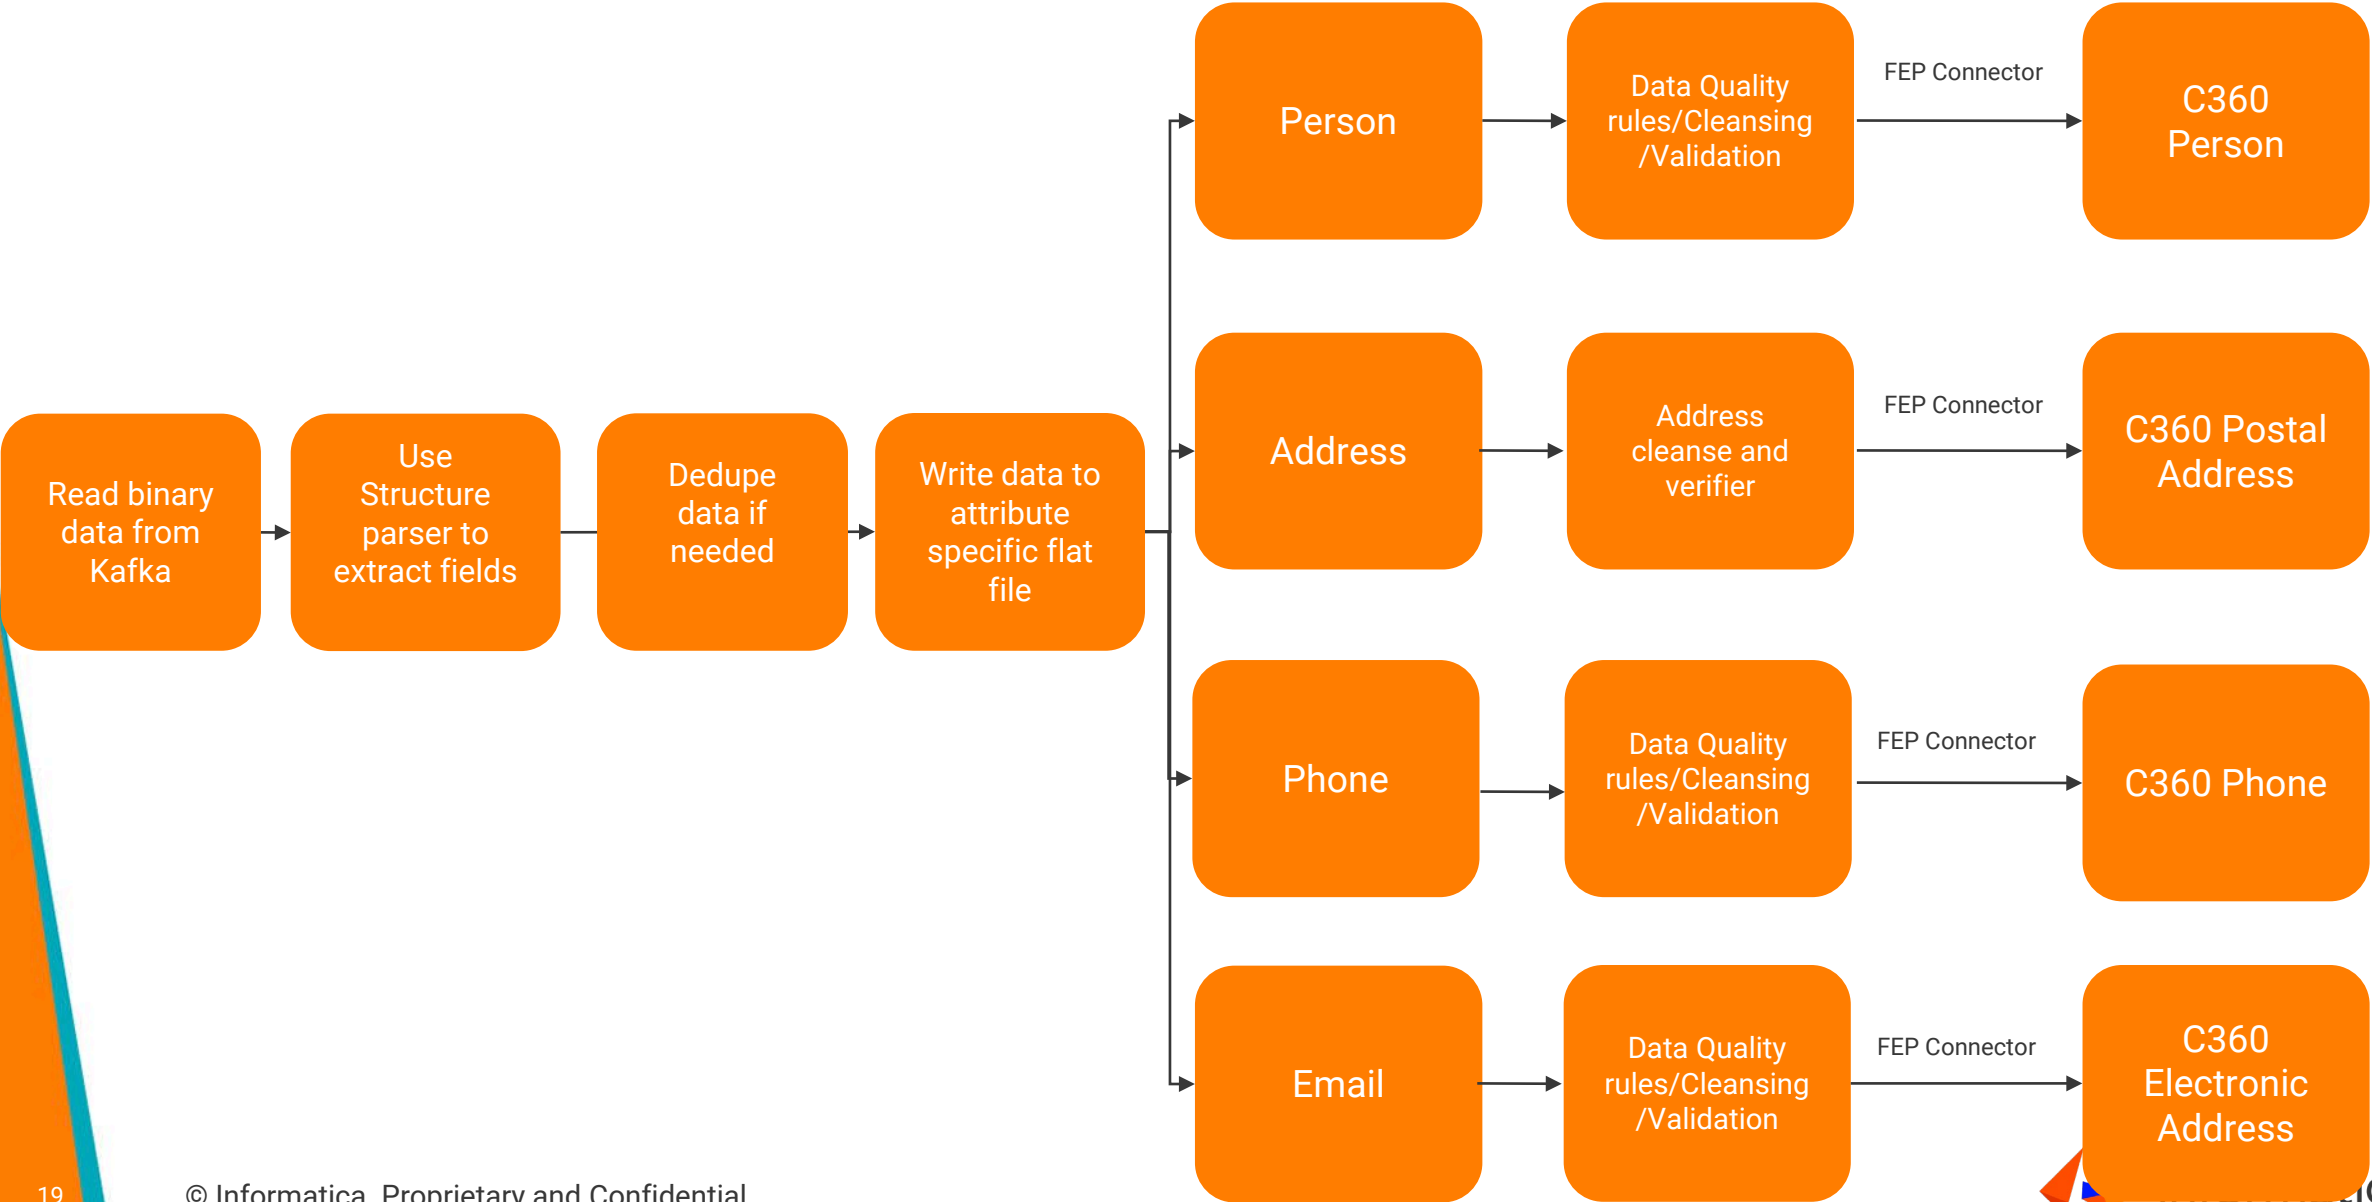 Read binary
data from
Kafka
Use
Structure
parser to
extract fields
Dedupe
data if
needed
Write data to
attribute
specific flat
file
Person
Data Quality
rules/Cleansing
/Validation
FEP Connector
C360
Person
Address
Address
cleanse and
verifier
FEP Connector
C360 Postal
Address
Phone
Data Quality
rules/Cleansing
/Validation
FEP Connector
C360 Phone
Email
Data Quality
rules/Cleansing
/Validation
FEP Connector
C360
Electronic
Address
19
© Informatica. Proprietary and Confidential